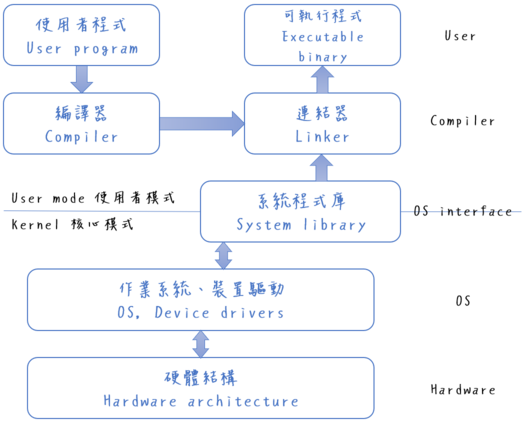 使用者程式
User program
可執行程式
Executable
binary
User
編譯器
Compiler
連結器
Linker
Compiler
User mode 使用者模式
Kernel 核心模式
系統程式庫
System library
OS interface
作業系統、裝置驅動
OS, Device drivers
OS
硬體結構
Hardware architecture
Hardware